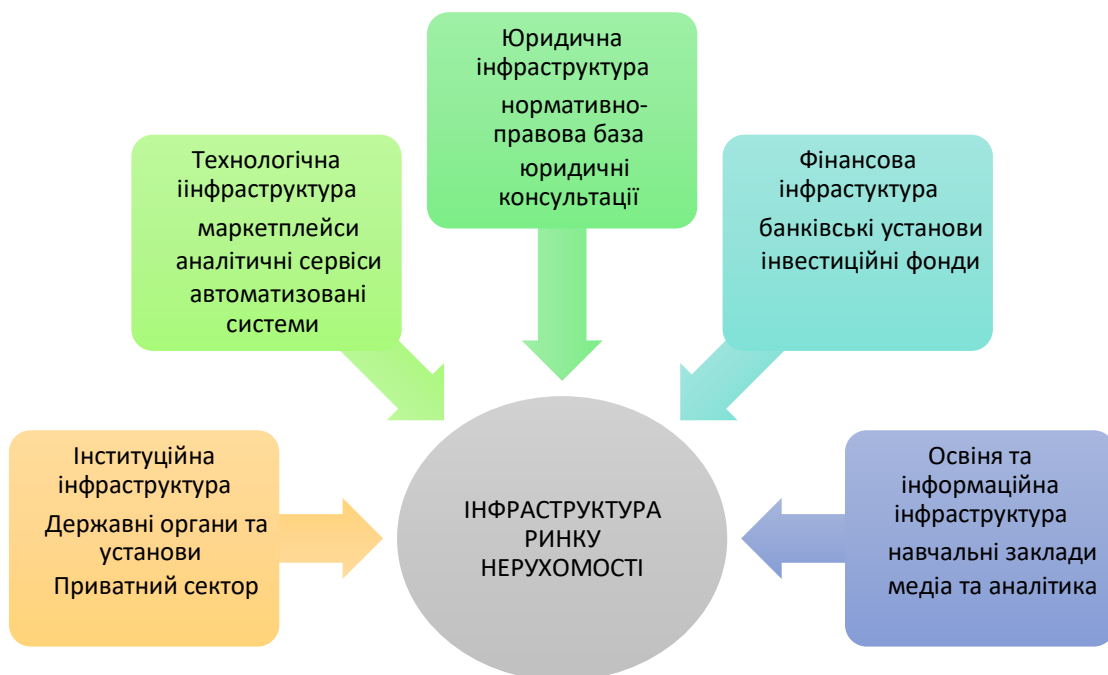 Юридична
інфраструктура
нормативно-
правова база
юридичні
консультації
Технологічна
іінфраструктура
маркетплейси
аналітичні сервіси
автоматизовані
системи
Фінансова
інфрастуктура
банківські установи
інвестиційні фонди
Інституційна
інфраструктура
Державні органи та
установи
Приватний сектор
ІНФРАСТРУКТУРА
РИНКУ
НЕРУХОМОСТІ
Освіня та
інформаційна
інфраструктура
навчальні заклади
медіа та аналітика